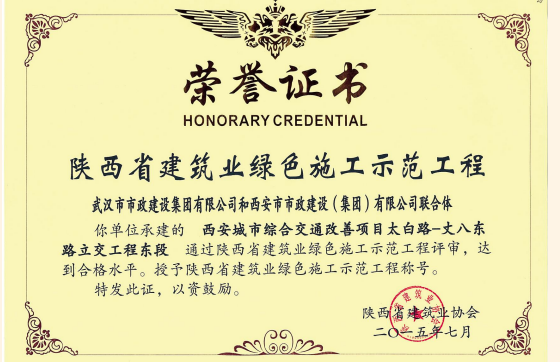 荣誉证书
HONORARY CREDENTIAL
陕西省建筑业绿色施工示范工程
武汉市市政建设集团有限公司和西安市市政建设（集团）有限公司联合体
你单位承建的 西安城市综合交通改善项目太白路-丈八东
路立交工程东段 通过陕西省建筑业绿色施工示范工程评审，达
到合格水平。授予陕西省建筑业绿色施工示范工程称号。
特发此证，以资鼓励。
陕西省建筑业协会
二〇一五年七月